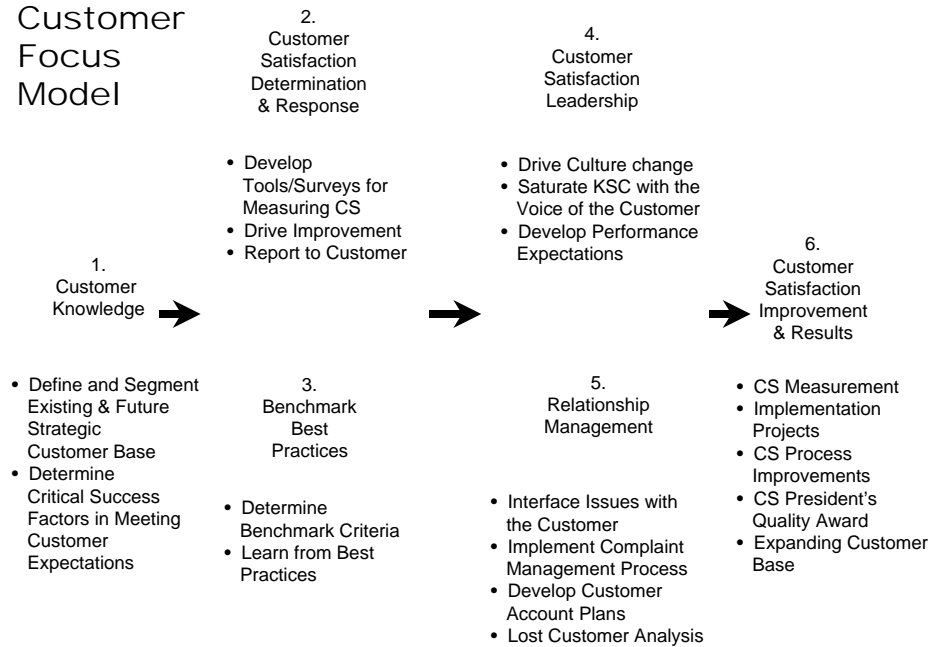 Customer
Focus
Model
1.
Customer
Knowledge
• Define and Segment
Existing & Future
Strategic
Customer Base
• Determine
Critical Success
Factors in Meeting
Customer
Expectations
2.
Customer
Satisfaction
Determination
& Response
• Develop
Tools/Surveys for
Measuring CS
• Drive Improvement
• Report to Customer
3.
Benchmark
Best
Practices
• Determine
Benchmark Criteria
• Learn from Best
Practices
4.
Customer
Satisfaction
Leadership
• Drive Culture change
• Saturate KSC with the
Voice of the Customer
• Develop Performance
Expectations
5.
Relationship
Management
• Interface Issues with
the Customer
• Implement Complaint
Management Process
• Develop Customer
Account Plans
• Lost Customer Analysis
6.
Customer
Satisfaction
Improvement
& Results
• CS Measurement
• Implementation
Projects
• CS Process
Improvements
• CS President's
Quality Award
• Expanding Customer
Base